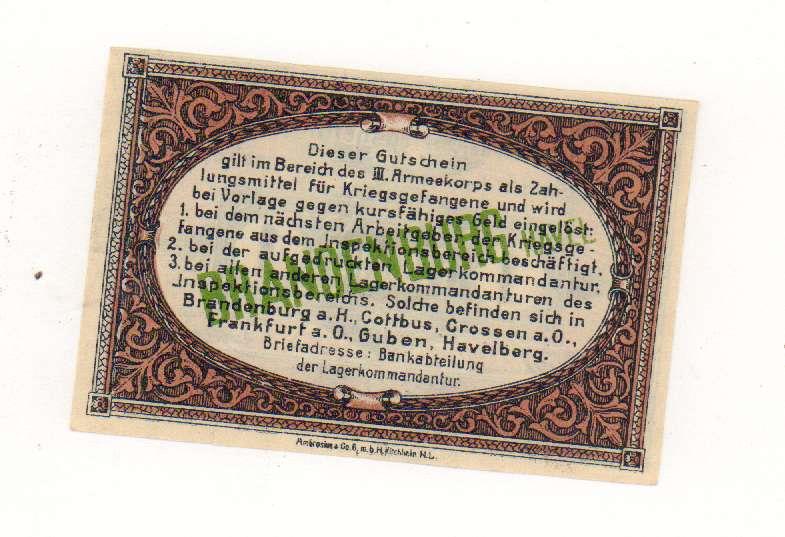 Dieser Gutschein
gilt im Bereich des III. Armeekorps als Zah-
lungsmittel für Kriegsgefangene und wird
bei Vorlage gegen kursfähiges Geld eingelöst:
1. bei dem nächsten Arbeitgeber, der Kriegsge-
fangene aus dem Inspektionsbereich beschäftigt.
2. bei der aufgedruckten Lagerkommandantur.
3. bei allen anderen Lagerkommandanturen des
Inspektionsbereichs. Solche befinden sich in
Brandenburg a.H., Cottbus, Crossen a.O.,
Frankfurt a.O., Guben, Havelberg.
Briefadresse: Bankabteilung
der Lagerkommandantur.
BRANDENBURG
Ambrosius & Co. G. m. b. H. Kirchhain N.L.